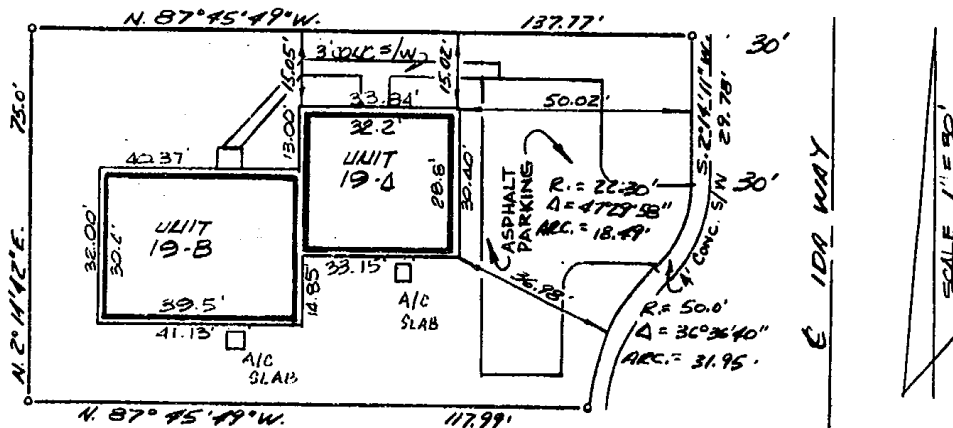 N. 87° 45' 49" W. 137.77'
30'
3' CONC S/W
15.05'
15.02'
75.0'
33.84'
50.02'
S. 2° 14' 11" W.
29.78'
13.00'
32.2'
40.37'
UNIT
19-A
28.8'
30.40'
ASPHALT
PARKING
R. = 22.30'
Δ = 47°29'58"
ARC. = 18.49'
30'
32.00'
UNIT
19-B
33.15'
14.85'
A/C
SLAB
36.98'
4' CONC. S/W
39.5'
41.13'
A/C
SLAB
R. = 50.0'
Δ = 36°36'40"
ARC. = 31.95'
℄ IDA WAY
SCALE 1" = 30'
N. 2° 14' 42" E.
N. 87° 45' 49" W. 117.99'